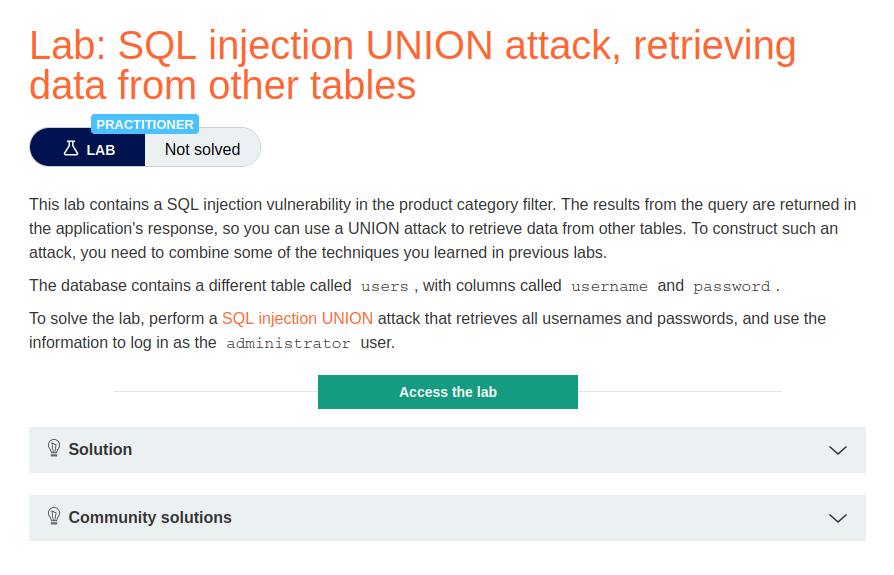 Lab: SQL injection UNION attack, retrieving
data from other tables
PRACTITIONER
LAB
Not solved
This lab contains a SQL injection vulnerability in the product category filter. The results from the query are returned in
the application's response, so you can use a UNION attack to retrieve data from other tables. To construct such an
attack, you need to combine some of the techniques you learned in previous labs.
The database contains a different table called users, with columns called username and password.
To solve the lab, perform a SQL injection UNION attack that retrieves all usernames and passwords, and use the
information to log in as the administrator user.
Access the lab
Solution
Community solutions